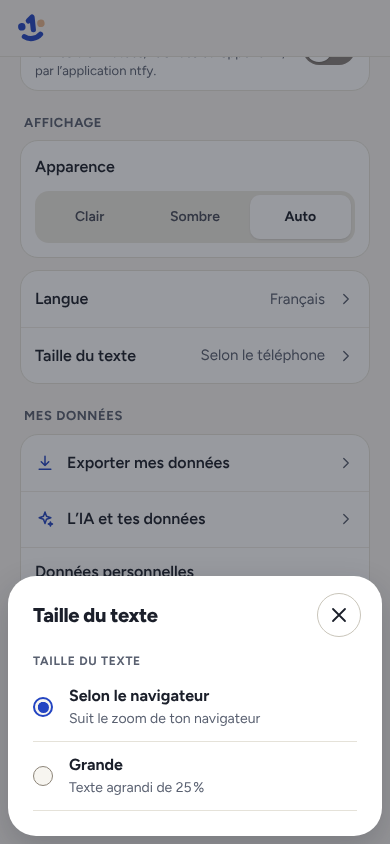 par l’application ntfy.
AFFICHAGE
Apparence
Clair
Sombre
Auto
Langue
Français
Taille du texte
Selon le téléphone
MES DONNÉES
Exporter mes données
L’IA et tes données
Données personnelles
Taille du texte
TAILLE DU TEXTE
Selon le navigateur
Suit le zoom de ton navigateur
Grande
Texte agrandi de 25 %